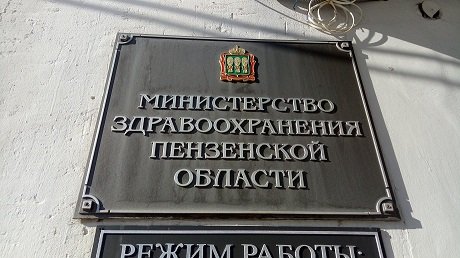 МИНИСТЕРСТВО
ЗДРАВООХРАНЕНИЯ
ПЕНЗЕНСКОЙ
ОБЛАСТИ
РЕЖИМ РАБОТЫ: